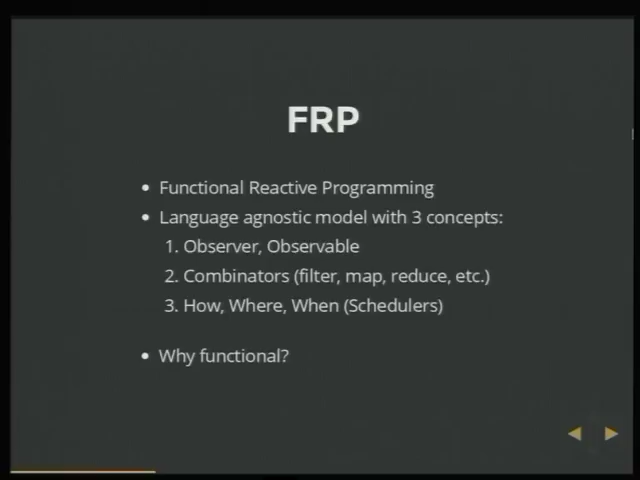 FRP
• Functional Reactive Programming
• Language agnostic model with 3 concepts:
1. Observer, Observable
2. Combinators (filter, map, reduce, etc.)
3. How, Where, When (Schedulers)
• Why functional?